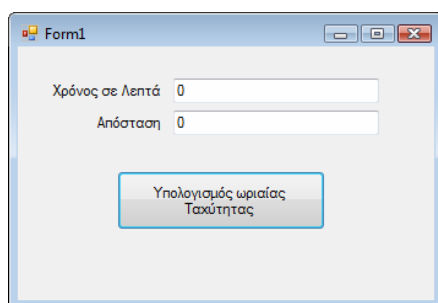 Form1
Χρόνος σε Λεπτά 0
Απόσταση 0
Υπολογισμός ωριαίας
Ταχύτητας